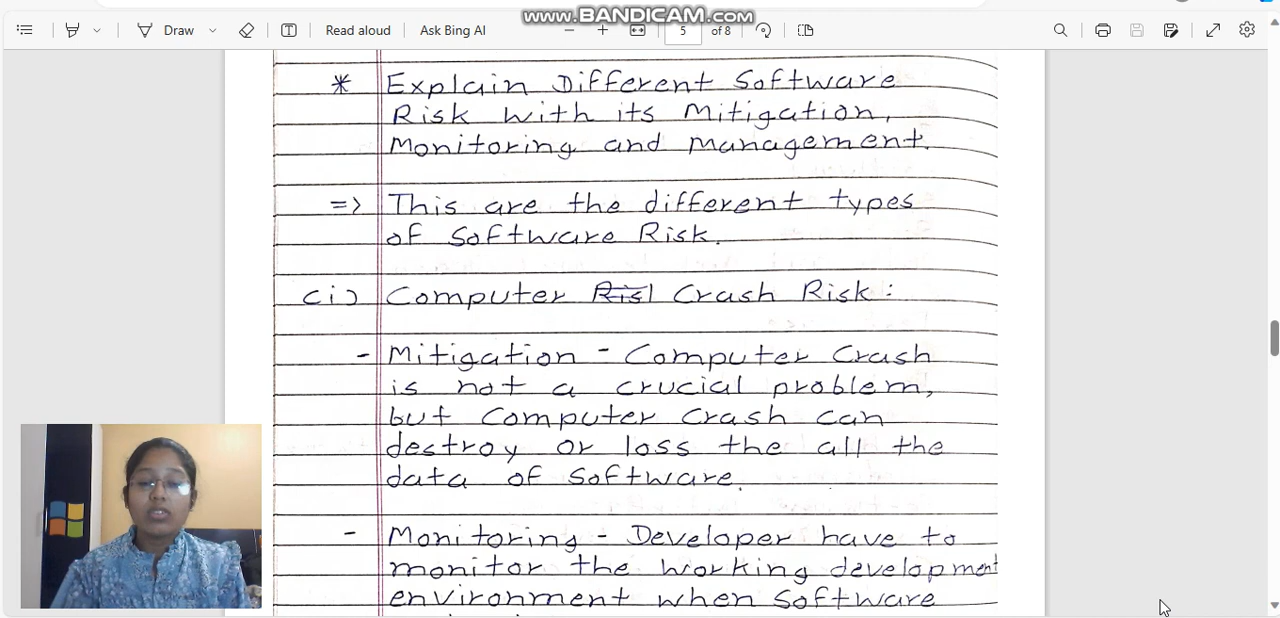 www.BANDICAM.com
Draw
Read aloud
Ask Bing AI
5
of 8
* Explain Different Software
Risk with its Mitigation,
Monitoring and Management.
=> This are the different types
of Software Risk.
(i) Computer Crash Risk :
- Mitigation - Computer Crash
is not a crucial problem,
but Computer Crash can
destroy or loss the all the
data of Software.
- Monitoring - Developer have to
monitor the working development
environment when Software